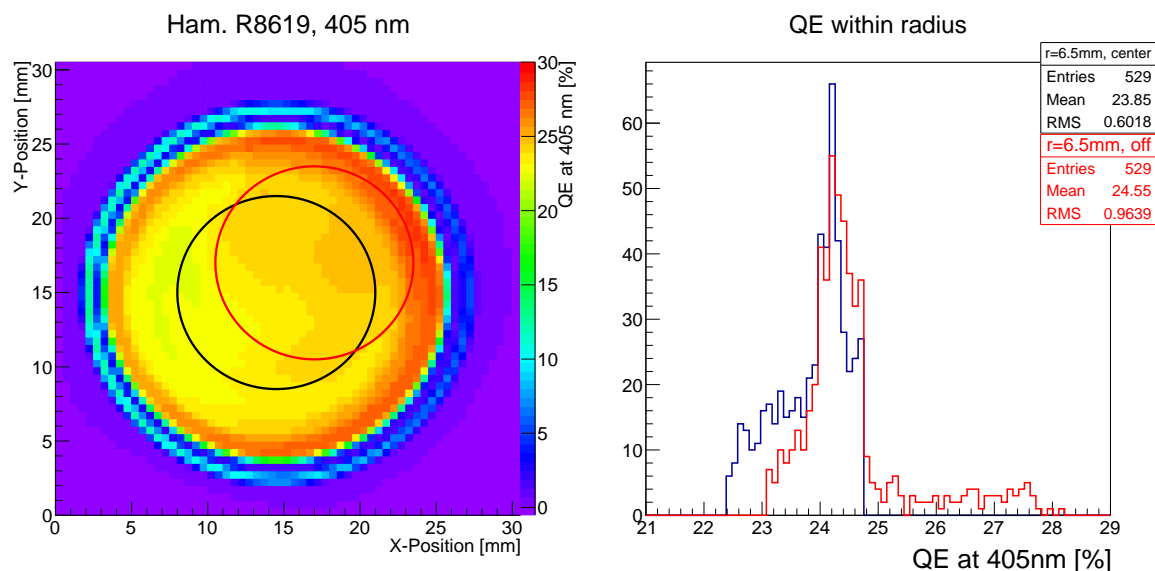 Ham. R8619, 405 nm
Y-Position [mm]
30
25
20
15
10
5
0
0 5 10 15 20 25 30
X-Position [mm]
30
25
20
15
10
5
0
QE at 405 nm [%]
QE within radius
r=6.5mm, center
Entries 529
Mean 23.85
RMS 0.6018
r=6.5mm, off
Entries 529
Mean 24.55
RMS 0.9639
60
50
40
30
20
10
0
21 22 23 24 25 26 27 28 29
QE at 405nm [%]